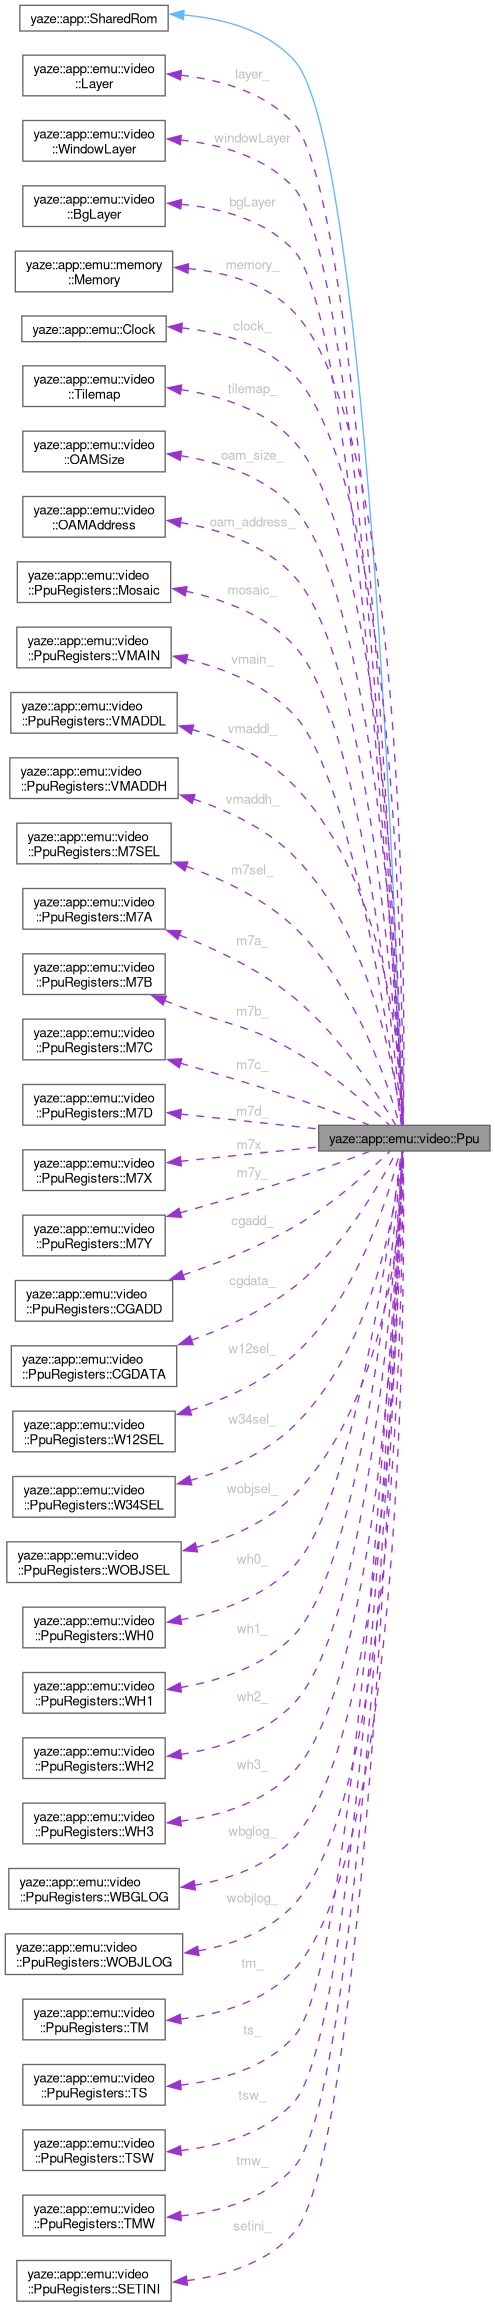 yaze::app::SharedRom
yaze::app::emu::video
::Layer
layer_
yaze::app::emu::video
::WindowLayer
windowLayer
yaze::app::emu::video
::BgLayer
bgLayer
yaze::app::emu::memory
::Memory
memory_
yaze::app::emu::Clock
clock_
yaze::app::emu::video
::Tilemap
tilemap_
yaze::app::emu::video
::OAMSize
oam_size_
yaze::app::emu::video
::OAMAddress
oam_address_
yaze::app::emu::video
::PpuRegisters::Mosaic
mosaic_
yaze::app::emu::video
::PpuRegisters::VMAIN
vmain_
yaze::app::emu::video
::PpuRegisters::VMADDL
vmaddl_
yaze::app::emu::video
::PpuRegisters::VMADDH
vmaddh_
yaze::app::emu::video
::PpuRegisters::M7SEL
m7sel_
yaze::app::emu::video
::PpuRegisters::M7A
m7a_
yaze::app::emu::video
::PpuRegisters::M7B
m7b_
yaze::app::emu::video
::PpuRegisters::M7C
m7c_
yaze::app::emu::video
::PpuRegisters::M7D
m7d_
yaze::app::emu::video::Ppu
yaze::app::emu::video
::PpuRegisters::M7X
m7x_
yaze::app::emu::video
::PpuRegisters::M7Y
m7y_
yaze::app::emu::video
::PpuRegisters::CGADD
cgadd_
yaze::app::emu::video
::PpuRegisters::CGDATA
cgdata_
yaze::app::emu::video
::PpuRegisters::W12SEL
w12sel_
yaze::app::emu::video
::PpuRegisters::W34SEL
w34sel_
yaze::app::emu::video
::PpuRegisters::WOBJSEL
wobjsel_
yaze::app::emu::video
::PpuRegisters::WH0
wh0_
yaze::app::emu::video
::PpuRegisters::WH1
wh1_
yaze::app::emu::video
::PpuRegisters::WH2
wh2_
yaze::app::emu::video
::PpuRegisters::WH3
wh3_
yaze::app::emu::video
::PpuRegisters::WBGLOG
wbglog_
yaze::app::emu::video
::PpuRegisters::WOBJLOG
wobjlog_
yaze::app::emu::video
::PpuRegisters::TM
tm_
yaze::app::emu::video
::PpuRegisters::TS
ts_
yaze::app::emu::video
::PpuRegisters::TSW
tsw_
yaze::app::emu::video
::PpuRegisters::TMW
tmw_
yaze::app::emu::video
::PpuRegisters::SETINI
setini_